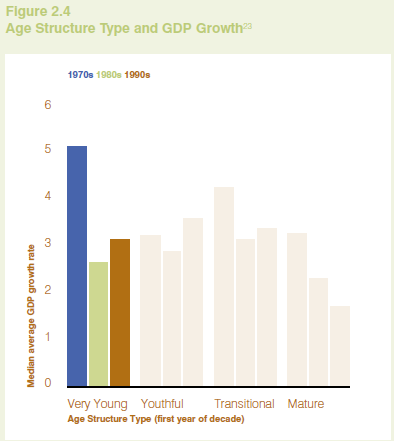 Figure 2.4
Age Structure Type and GDP Growth23
1970s 1980s 1990s
6
5
4
3
2
1
0
Median average GDP growth rate
Very Young Youthful Transitional Mature
Age Structure Type (first year of decade)